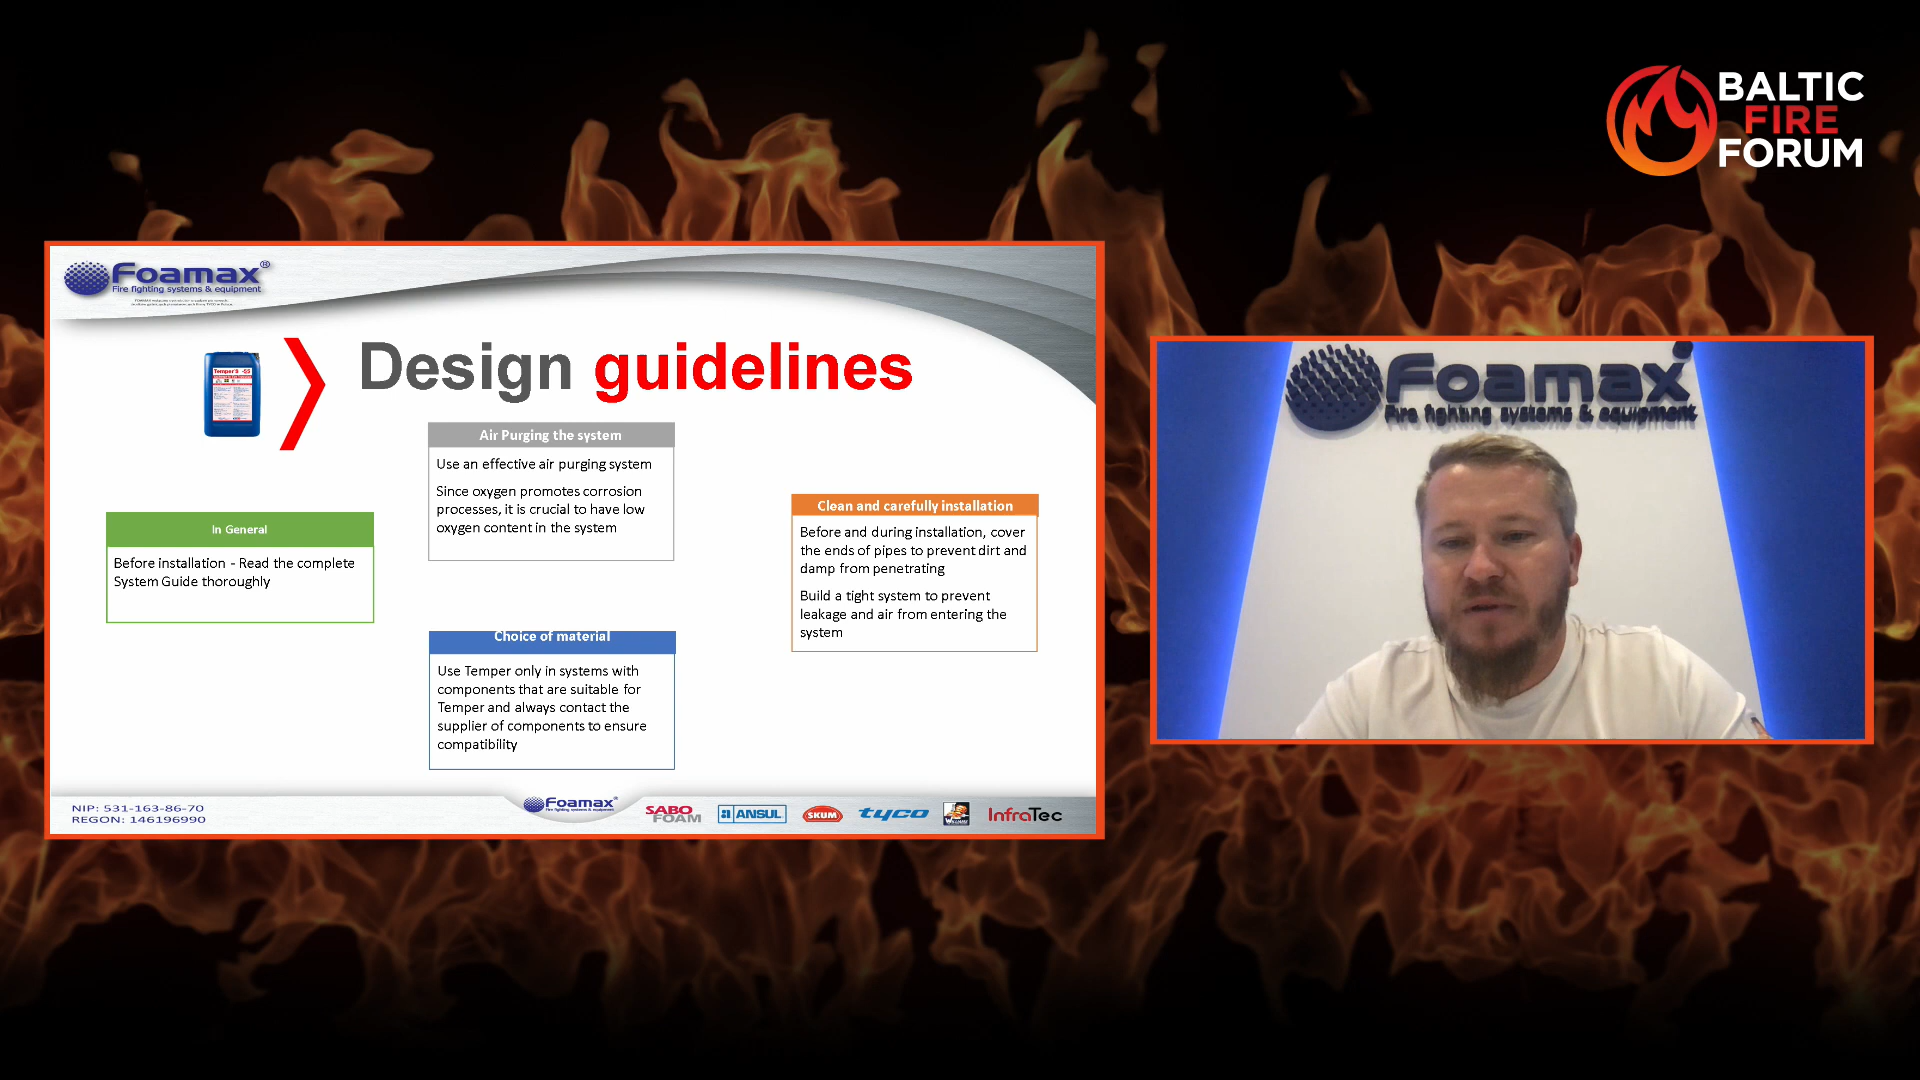 BALTIC
FIRE
FORUM
Foamax®
Fire fighting systems & equipment
Temper® -55
Design guidelines
Air Purging the system
Use an effective air purging system
Since oxygen promotes corrosion
processes, it is crucial to have low
oxygen content in the system
In General
Before installation - Read the complete
System Guide thoroughly
Clean and carefully installation
Before and during installation, cover
the ends of pipes to prevent dirt and
damp from penetrating
Build a tight system to prevent
leakage and air from entering the
system
Choice of material
Use Temper only in systems with
components that are suitable for
Temper and always contact the
supplier of components to ensure
compatibility
NIP: 531-163-86-70
REGON: 146196990
Foamax
Fire fighting systems & equipment
SABO
FOAM
ANSUL
SKUM
tyco
InfraTec
Foamax
Fire fighting systems & equipment